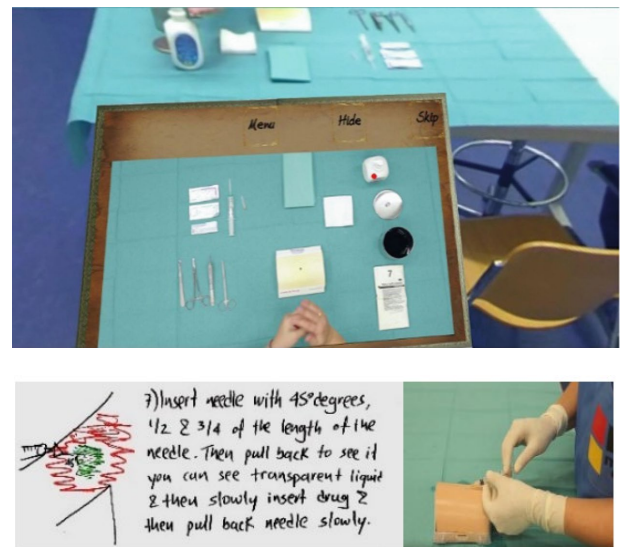 Menu Hide Skip
7
7) Insert needle with 45° degrees,
1/2 & 3/4 of the length of the
needle. Then pull back to see if
you can see transparent liquid
& then slowly insert drug &
then pull back needle slowly.